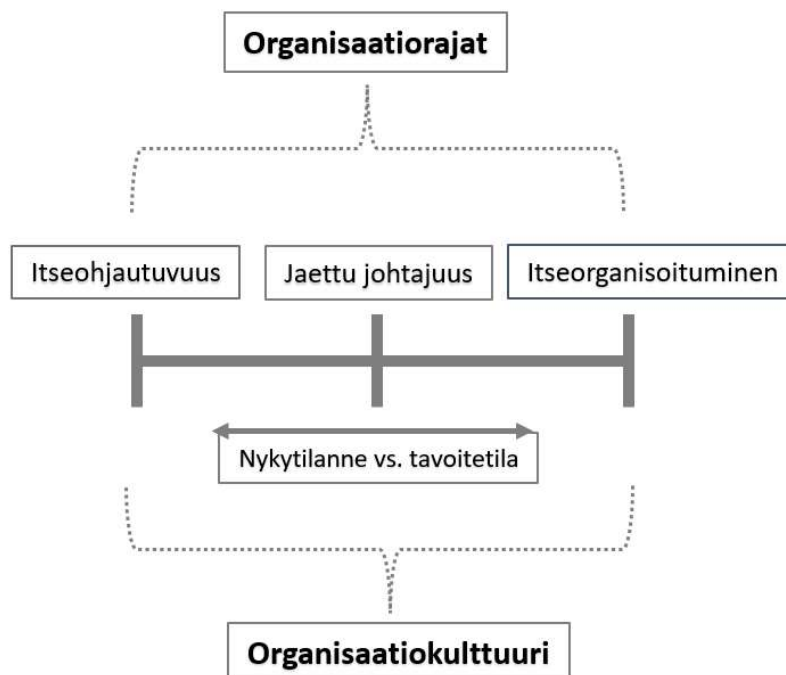 Organisaatiorajat
Itseohjautuvuus
Jaettu johtajuus
Itseorganisoituminen
Nykytilanne vs. tavoitetila
Organisaatiokulttuuri